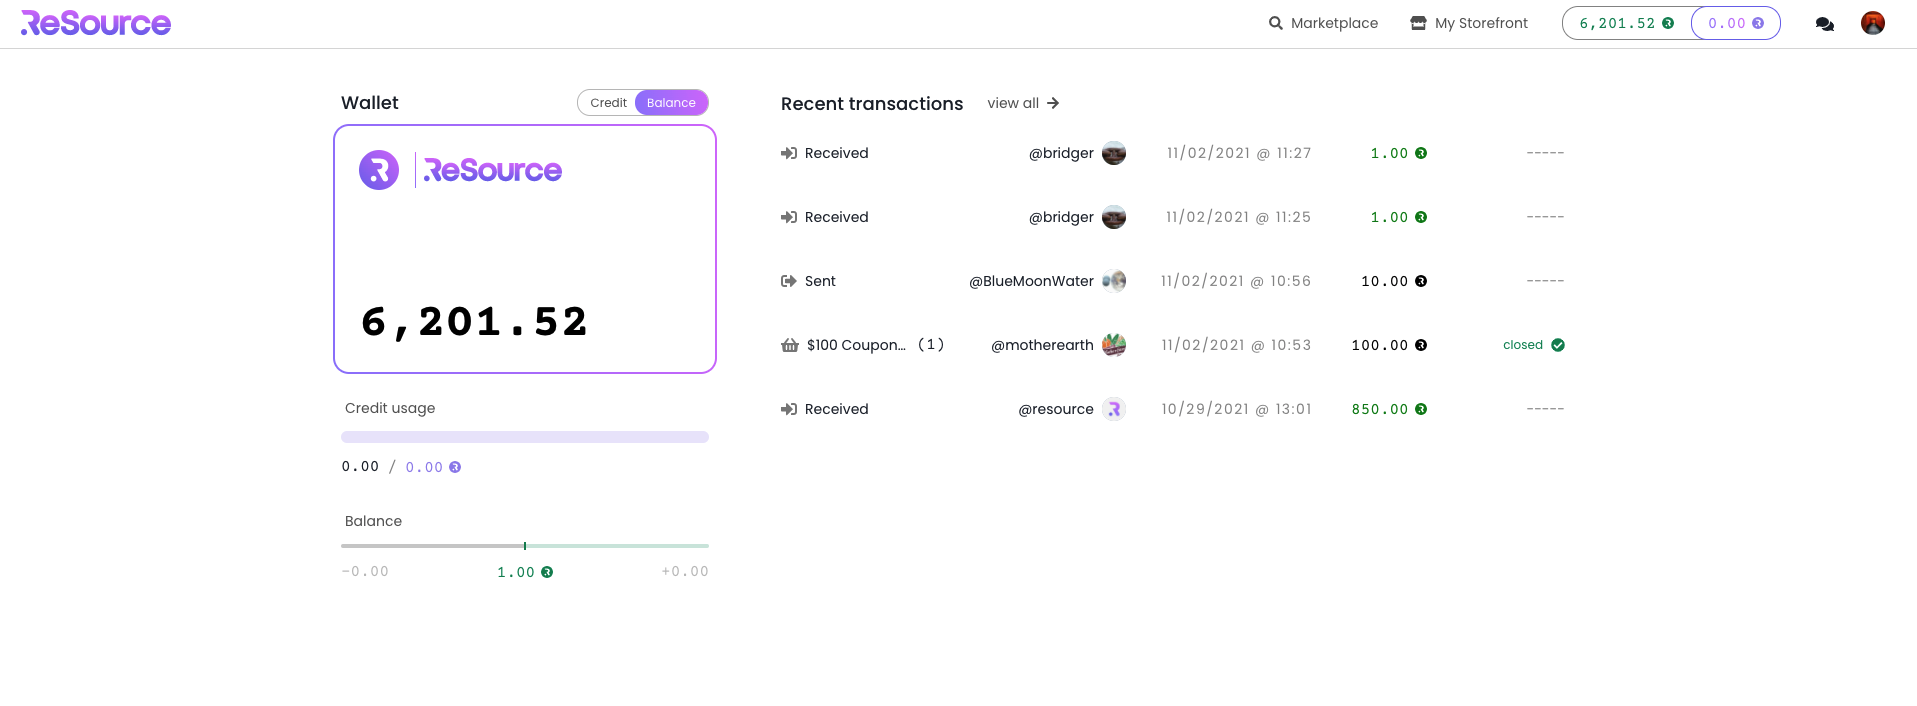 ReSource Marketplace My Storefront 6,201.52 0.00
Wallet Credit Balance
ReSource
6,201.52
Credit usage
0.00 / 0.00
Balance
-0.00 1.00 +0.00
Recent transactions view all
Received @bridger 11/02/2021 @ 11:27 1.00 -----
Received @bridger 11/02/2021 @ 11:25 1.00 -----
Sent @BlueMoonWater 11/02/2021 @ 10:56 10.00 -----
$100 Coupon… (1) @motherearth 11/02/2021 @ 10:53 100.00 closed
Received @resource 10/29/2021 @ 13:01 850.00 -----